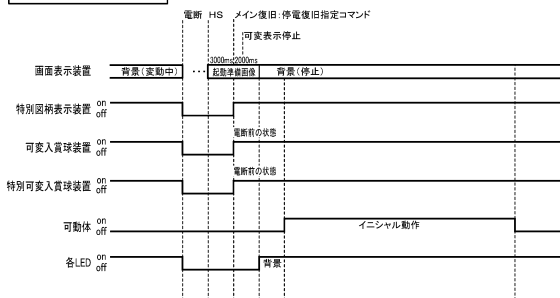 電断 HS メイン復旧:停電復旧指定コマンド
可変表示停止
3000ms 2000ms
画面表示装置 背景(変動中) ··· 起動準備画像 背景(停止)
特別図柄表示装置 on off
電断前の状態
可変入賞球装置 on off
電断前の状態
特別可変入賞球装置 on off
可動体 on off イニシャル動作
各LED on off 背景